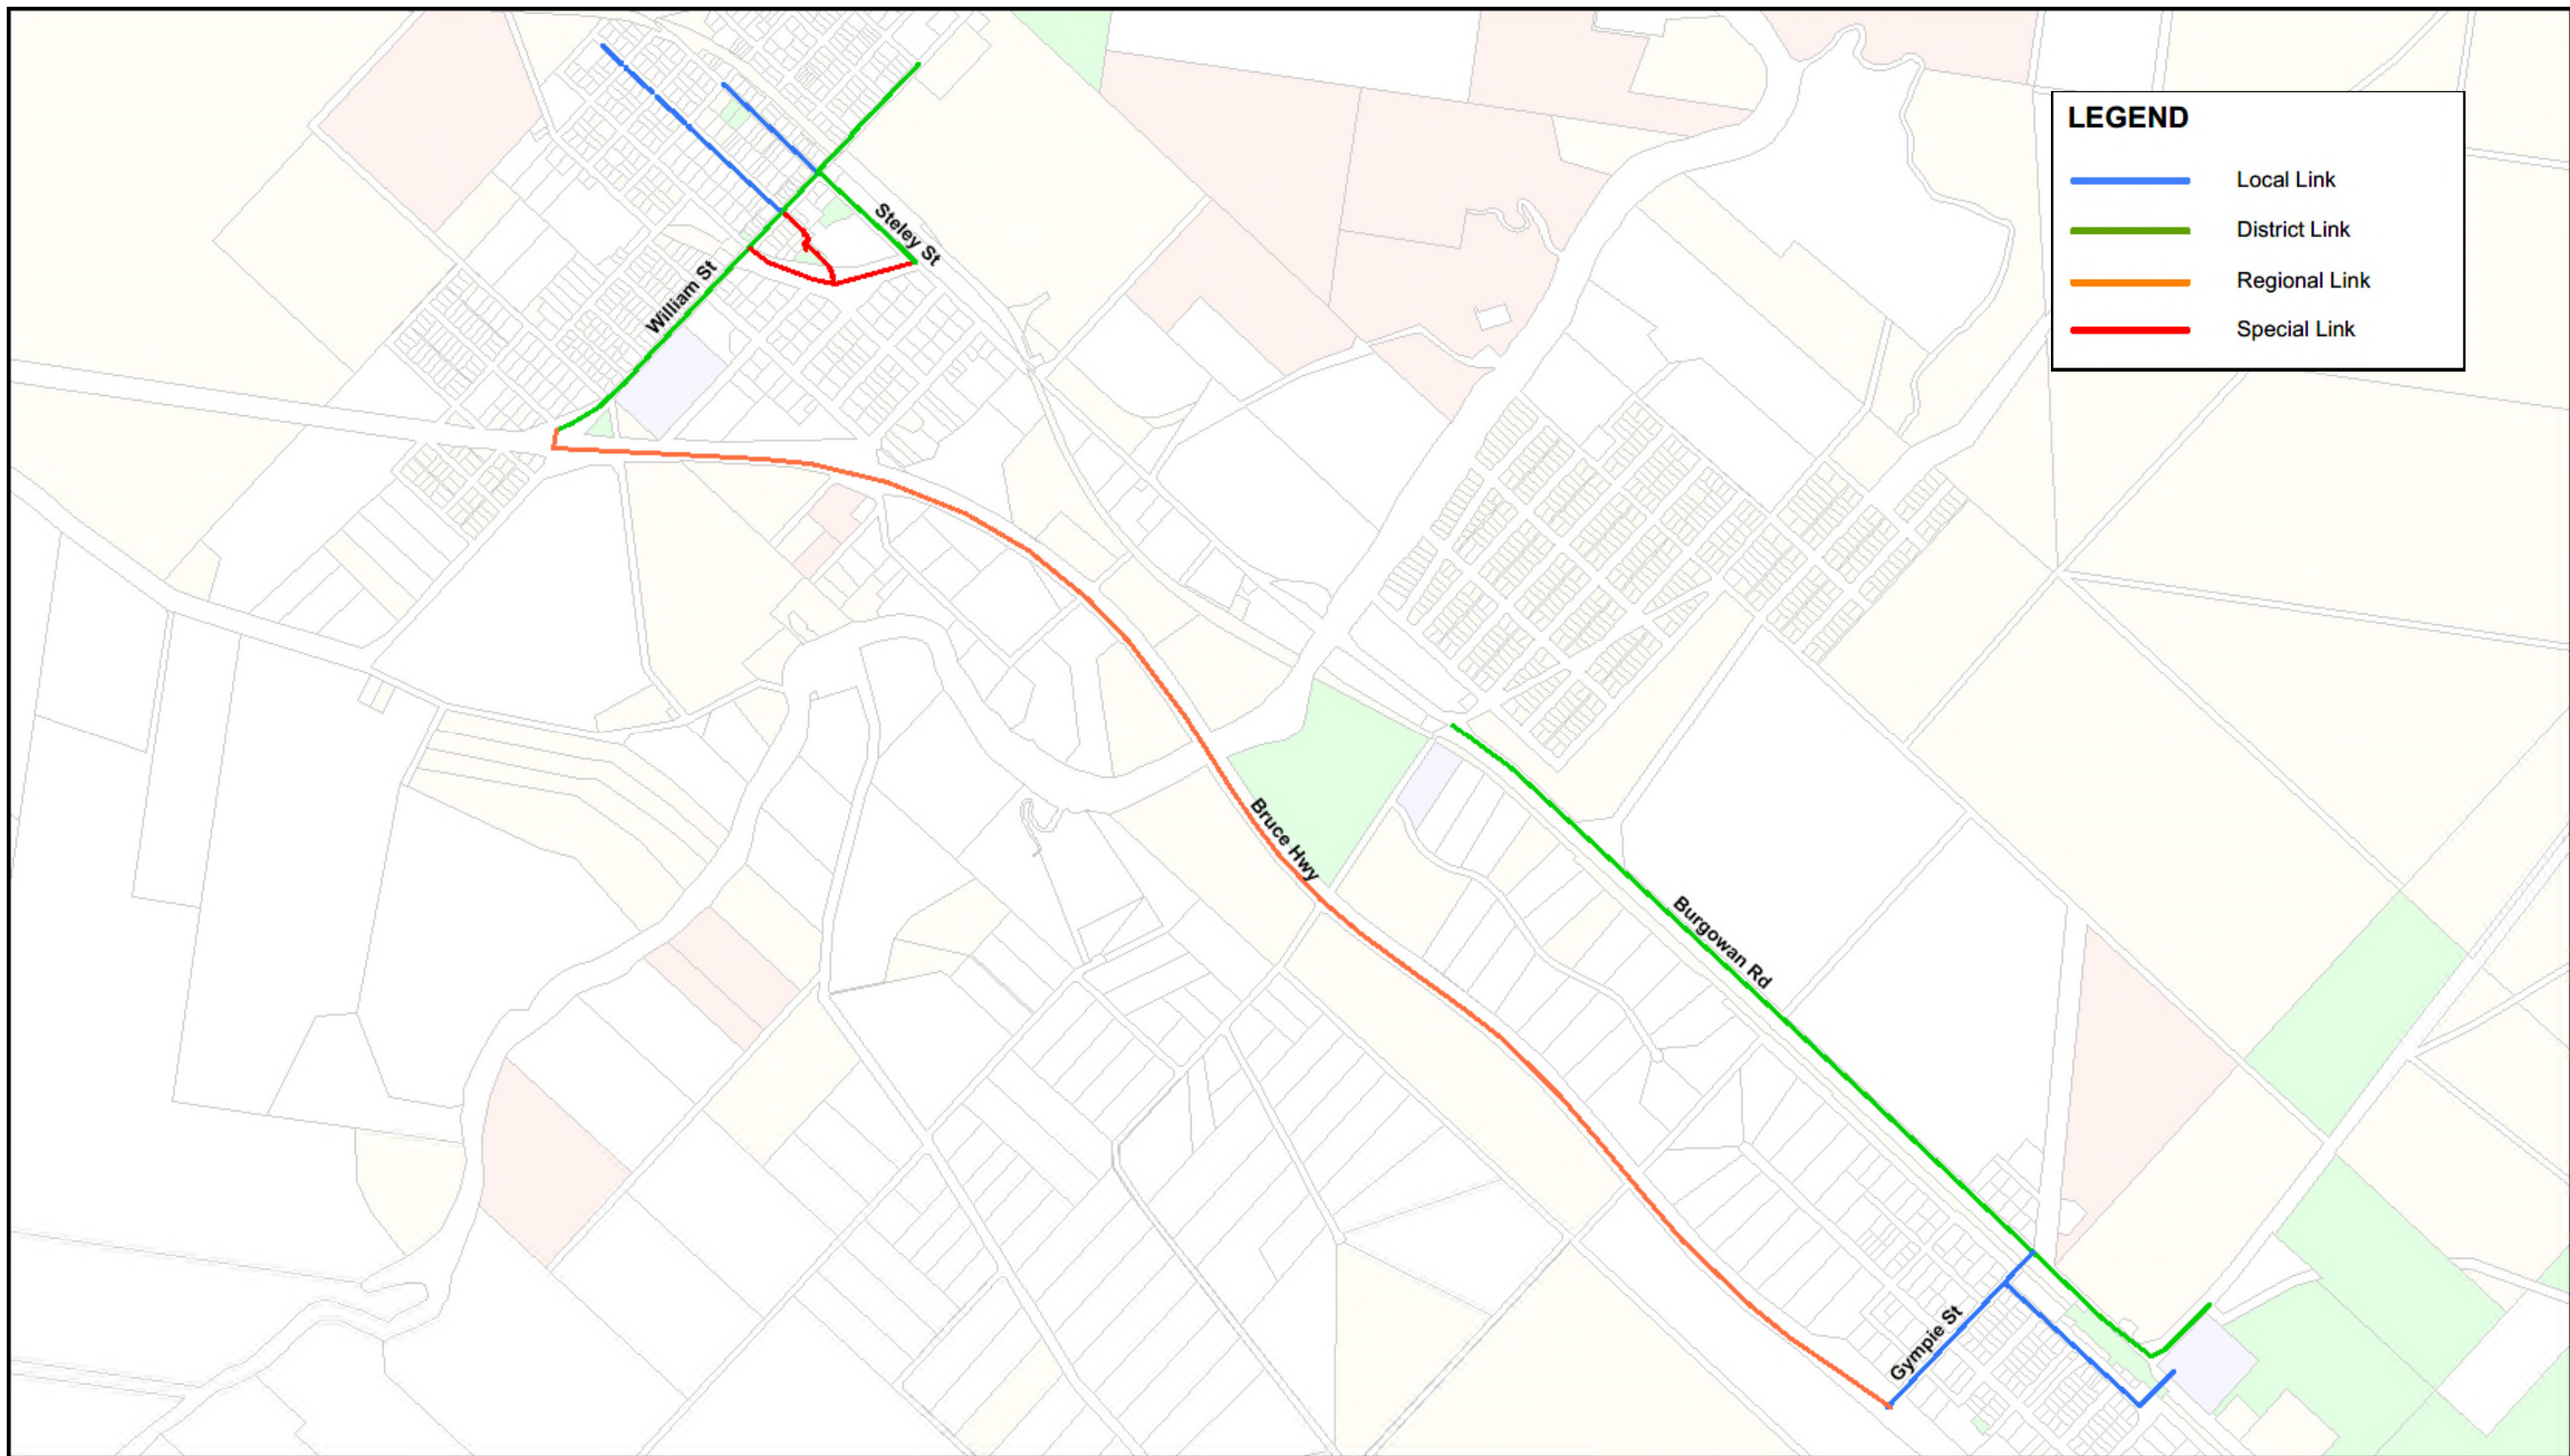 LEGEND
Local Link
District Link
Regional Link
Special Link
Steley St
William St
Bruce Hwy
Burgowan Rd
Gympie St